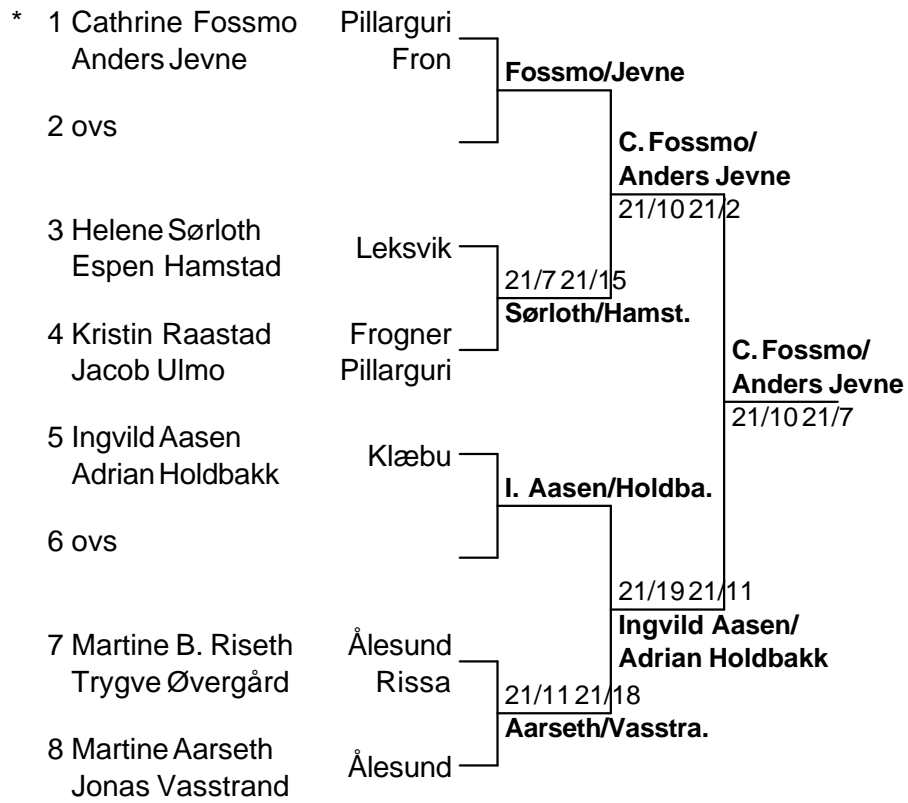 * 1 Cathrine Fossmo Pillarguri
Anders Jevne Fron
Fossmo/Jevne
2 ovs
C. Fossmo/
Anders Jevne
21/10 21/2
3 Helene Sørloth Leksvik
Espen Hamstad
21/7 21/15
Sørloth/Hamst.
4 Kristin Raastad Frogner
Jacob Ulmo Pillarguri
C. Fossmo/
Anders Jevne
21/10 21/7
5 Ingvild Aasen Klæbu
Adrian Holdbakk
I. Aasen/Holdba.
6 ovs
21/19 21/11
Ingvild Aasen/
Adrian Holdbakk
7 Martine B. Riseth Ålesund
Trygve Øvergård Rissa
21/11 21/18
Aarseth/Vasstra.
8 Martine Aarseth Ålesund
Jonas Vasstrand